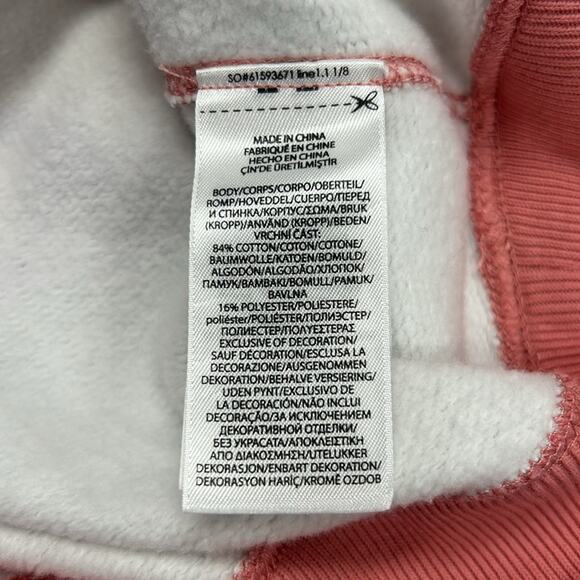 SO#61593671 line1.1 1/8
MADE IN CHINA
FABRIQUÉ EN CHINE
HECHO EN CHINA
ÇİN'DE ÜRETİLMİŞTİR
BODY/CORPS/CORPO/OBERTEIL/
ROMP/HOVEDDEL/CUERPO/ПЕРЕД
И СПИНКА/КОРПУС/ΣΩΜΑ/BRUK
(KROPP)/ANVÄND (KROPP)/BEDEN/
VRCHNÍ ČÁST:
84% COTTON/COTON/COTONE/
BAUMWOLLE/KATOEN/BOMULD/
ALGODÓN/ALGODÃO/ХЛОПОК/
ПАМУК/ΒΑΜΒΑΚΙ/BOMULL/PAMUK/
BAVLNA
16% POLYESTER/POLIESTERE/
poliéster/POLIÉSTER/ПОЛИЭСТЕР/
ПОЛИЕСТЕР/ΠΟΛΥΕΣΤΕΡΑΣ
EXCLUSIVE OF DECORATION/
SAUF DÉCORATION/ESCLUSA LA
DECORAZIONE/AUSGENOMMEN
DEKORATION/BEHALVE VERSIERING/
UDEN PYNT/EXCLUSIVO DE
LA DECORACIÓN/NÃO INCLUI
DECORAÇÃO/ЗА ИСКЛЮЧЕНИЕМ
ДЕКОРАТИВНОЙ ОТДЕЛКИ/
БЕЗ УКРАСАТА/ΑΠΟΚΛΕΙΣΤΙΚΗ
ΑΠΟ ΔΙΑΚΟΣΜΗΣΗ/UTELUKKER
DEKORASJON/ENBART DEKORATION/
DEKORASYON HARİÇ/KROMĚ OZDOB